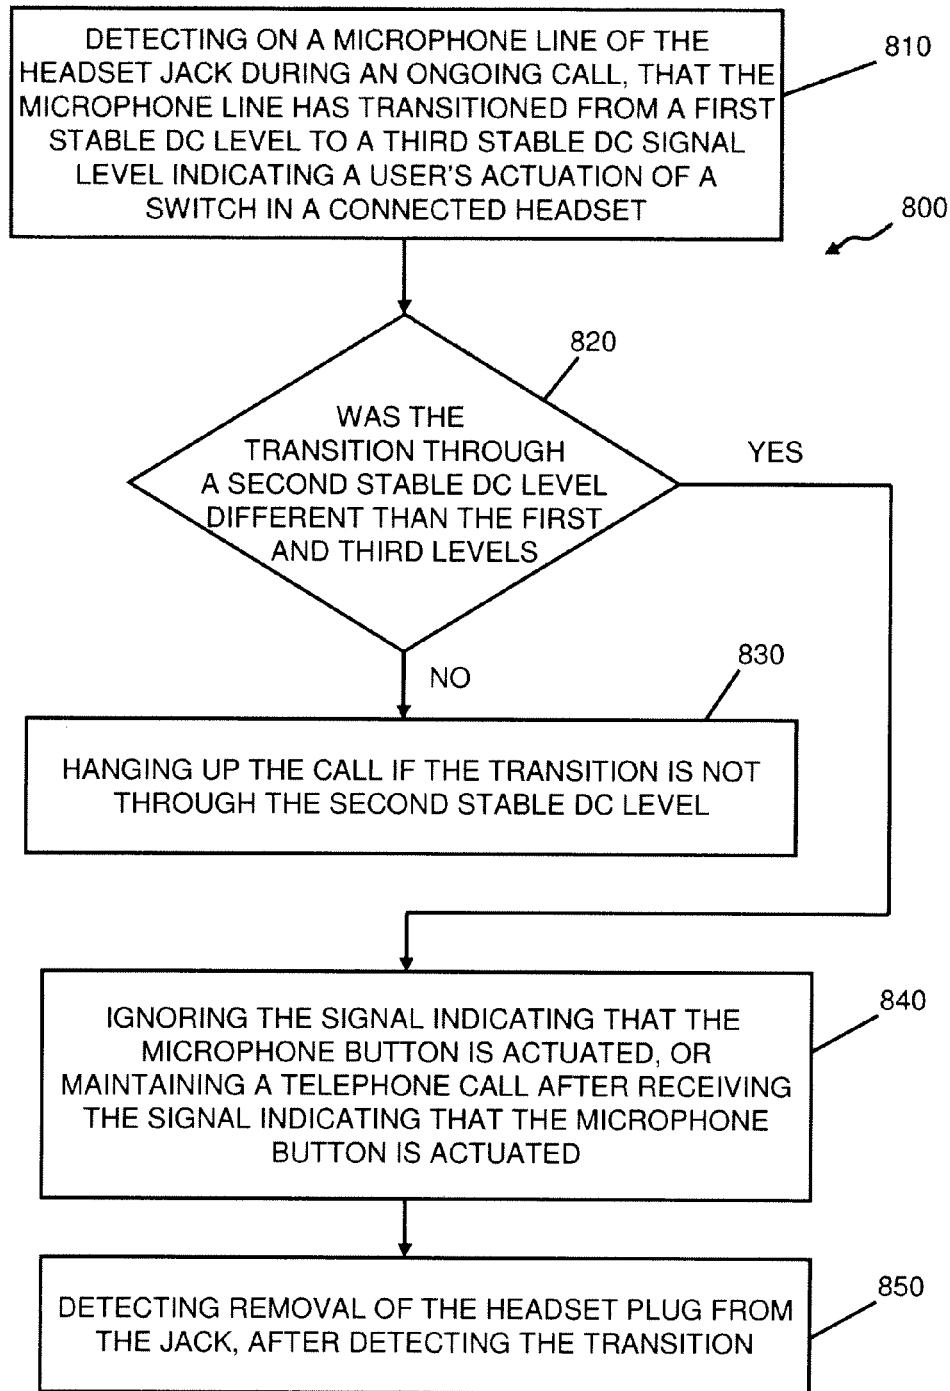 DETECTING ON A MICROPHONE LINE OF THE
HEADSET JACK DURING AN ONGOING CALL, THAT THE
MICROPHONE LINE HAS TRANSITIONED FROM A FIRST
STABLE DC LEVEL TO A THIRD STABLE DC SIGNAL
LEVEL INDICATING A USER'S ACTUATION OF A
SWITCH IN A CONNECTED HEADSET
810
800
820
WAS THE
TRANSITION THROUGH
A SECOND STABLE DC LEVEL
DIFFERENT THAN THE FIRST
AND THIRD LEVELS
YES
NO
830
HANGING UP THE CALL IF THE TRANSITION IS NOT
THROUGH THE SECOND STABLE DC LEVEL
840
IGNORING THE SIGNAL INDICATING THAT THE
MICROPHONE BUTTON IS ACTUATED, OR
MAINTAINING A TELEPHONE CALL AFTER RECEIVING
THE SIGNAL INDICATING THAT THE MICROPHONE
BUTTON IS ACTUATED
850
DETECTING REMOVAL OF THE HEADSET PLUG FROM
THE JACK, AFTER DETECTING THE TRANSITION